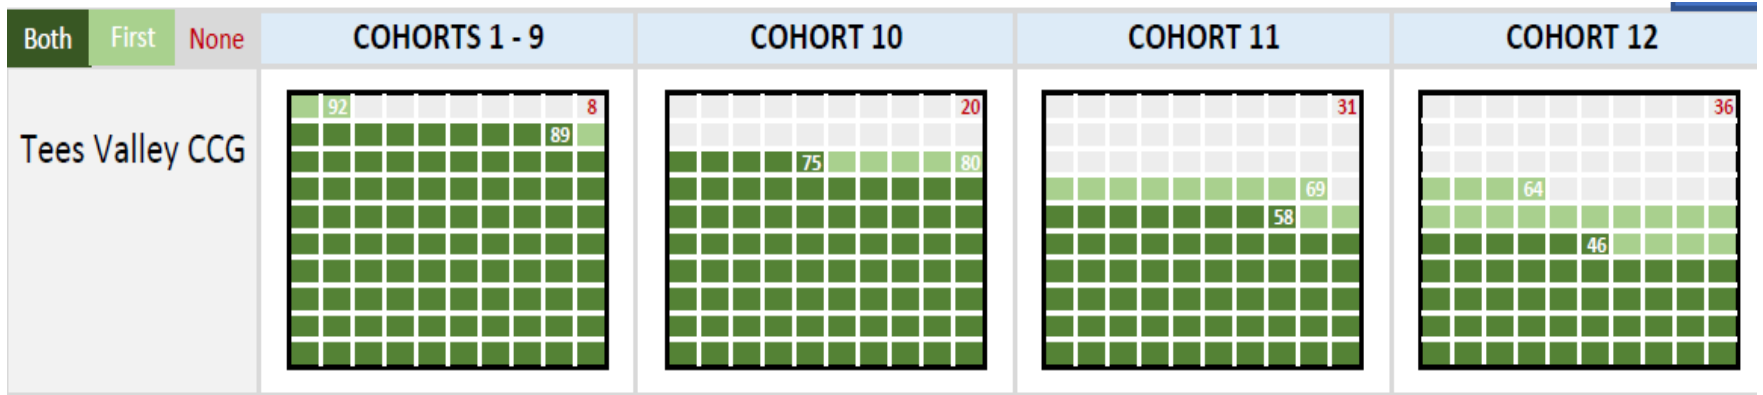 Both First None COHORTS 1 - 9 COHORT 10 COHORT 11 COHORT 12
92 8 20 31 36
89
Tees Valley CCG
75 80
69 64
58
46